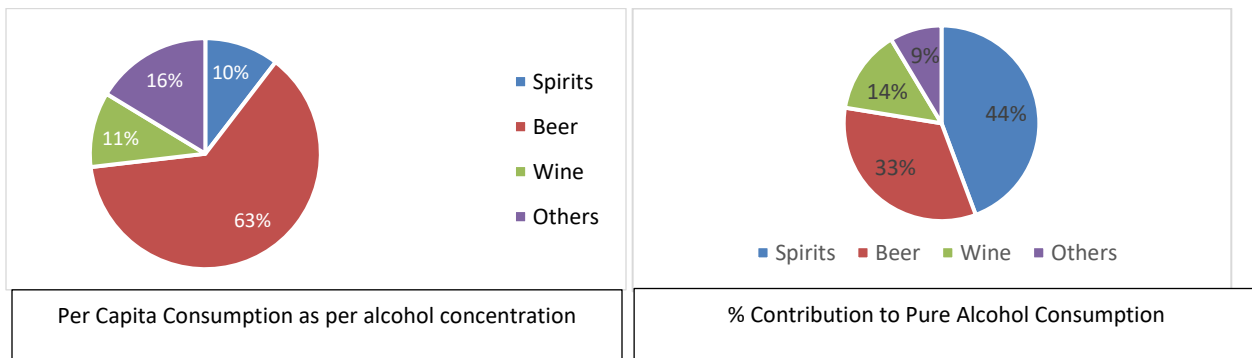 16%
10%
11%
63%
Spirits
Beer
Wine
Others
Per Capita Consumption as per alcohol concentration
9%
14%
44%
33%
Spirits Beer Wine Others
% Contribution to Pure Alcohol Consumption